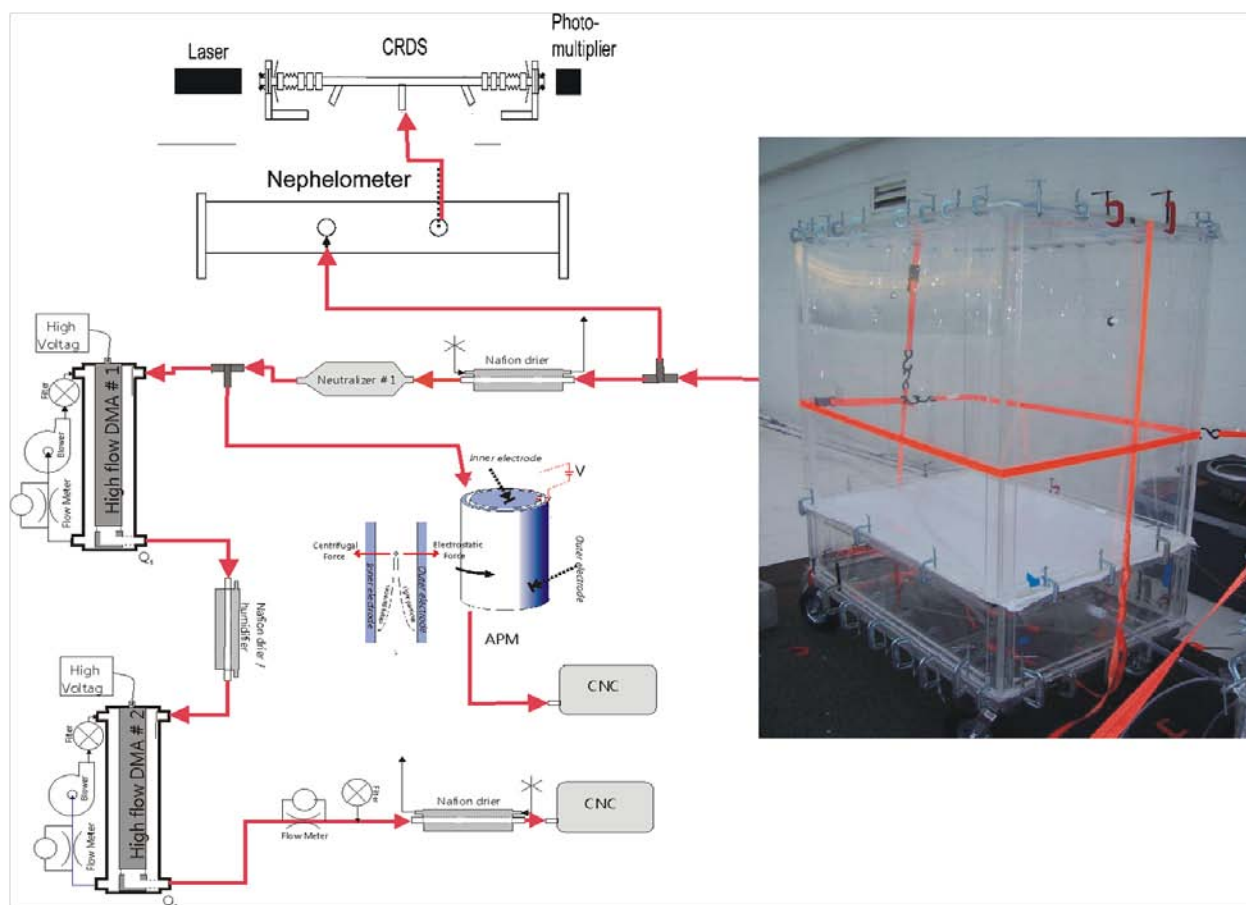 Laser
CRDS
Photo-
multiplier
Nephelometer
High
Voltag
Filter
Blower
Flow Meter
High flow DMA # 1
Neutralizer #1
Nafion drier
Inner electrode
V
Centrifugal
Force
Electrostatic
Force
Inner electrode
Outer electrode
Outer electrode
APM
Nafion drier /
humidifier
CNC
High
Voltag
Filter
Blower
Flow Meter
High flow DMA # 2
Flow Meter
Filter
Nafion drier
CNC